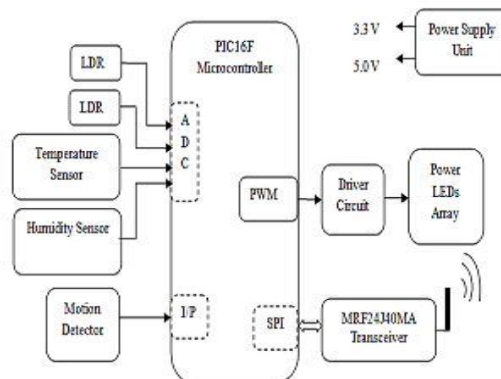 PIC16F
Microcontroller
3.3 V
5.0 V
Power Supply
Unit
LDR
LDR
Temperature
Sensor
Humidity Sensor
A
D
C
PWM
Driver
Circuit
Power
LEDs
Array
Motion
Detector
I/P
SPI
MRF24J40MA
Transceiver